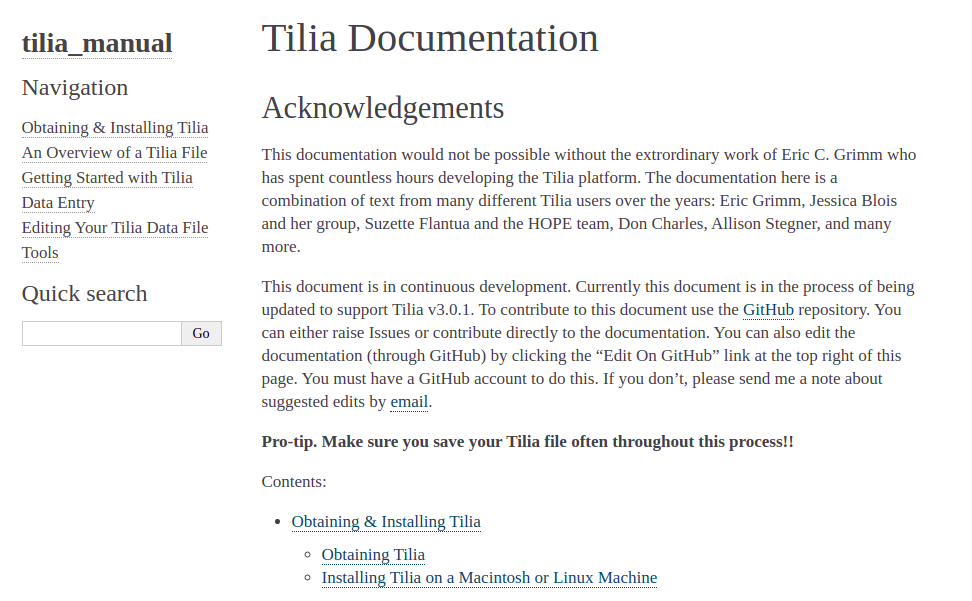 tilia_manual
Navigation
Obtaining & Installing Tilia
An Overview of a Tilia File
Getting Started with Tilia
Data Entry
Editing Your Tilia Data File
Tools
Quick search
Go
Tilia Documentation
Acknowledgements
This documentation would not be possible without the extrordinary work of Eric C. Grimm who
has spent countless hours developing the Tilia platform. The documentation here is a
combination of text from many different Tilia users over the years: Eric Grimm, Jessica Blois
and her group, Suzette Flantua and the HOPE team, Don Charles, Allison Stegner, and many
more.
This document is in continuous development. Currently this document is in the process of being
updated to support Tilia v3.0.1. To contribute to this document use the GitHub repository. You
can either raise Issues or contribute directly to the documentation. You can also edit the
documentation (through GitHub) by clicking the “Edit On GitHub” link at the top right of this
page. You must have a GitHub account to do this. If you don’t, please send me a note about
suggested edits by email.
Pro-tip. Make sure you save your Tilia file often throughout this process!!
Contents:
• Obtaining & Installing Tilia
◦ Obtaining Tilia
◦ Installing Tilia on a Macintosh or Linux Machine